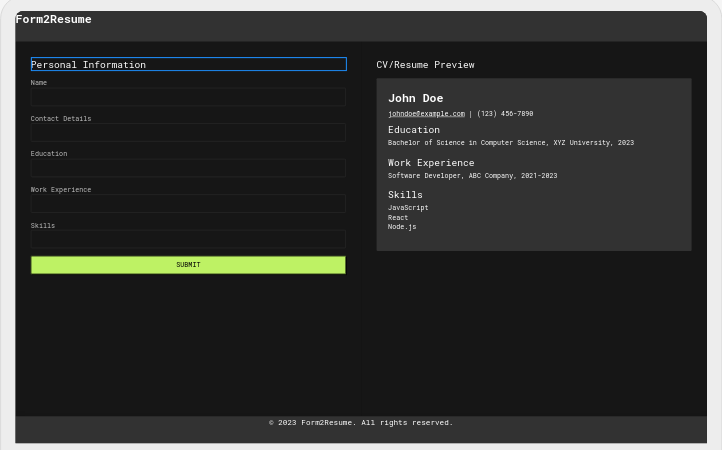 Form2Resume
Personal Information
Name
Contact Details
Education
Work Experience
Skills
SUBMIT
CV/Resume Preview
John Doe
johndoe@example.com | (123) 456-7890
Education
Bachelor of Science in Computer Science, XYZ University, 2023
Work Experience
Software Developer, ABC Company, 2021-2023
Skills
JavaScript
React
Node.js
© 2023 Form2Resume. All rights reserved.